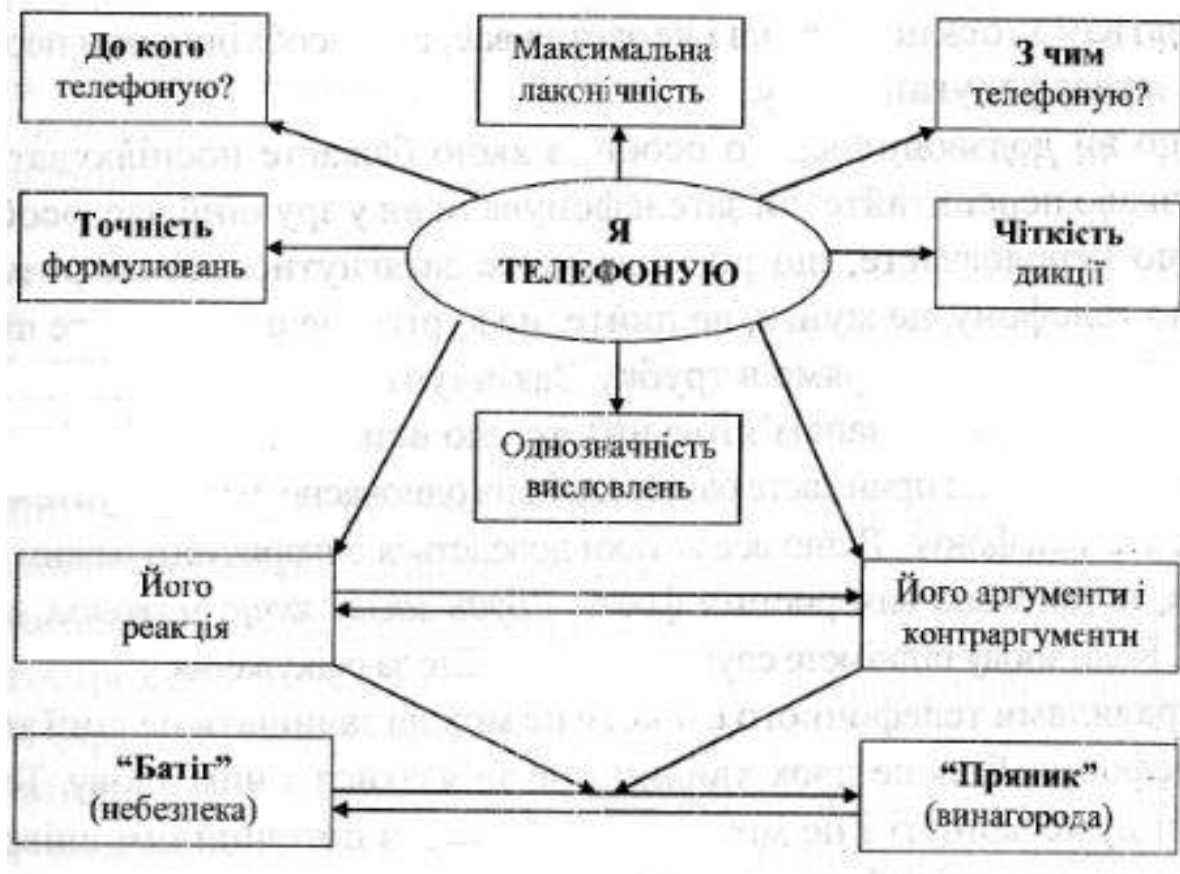 До кого
телефоную?
Максимальна
лаконічність
З чим
телефоную?
Точність
формулювань
Я
ТЕЛЕФОНУЮ
Чіткість
дикції
Однозначність
висловлень
Його
реакція
Його аргументи і
контраргументи
“Батіг”
(небезпека)
“Пряник”
(винагорода)